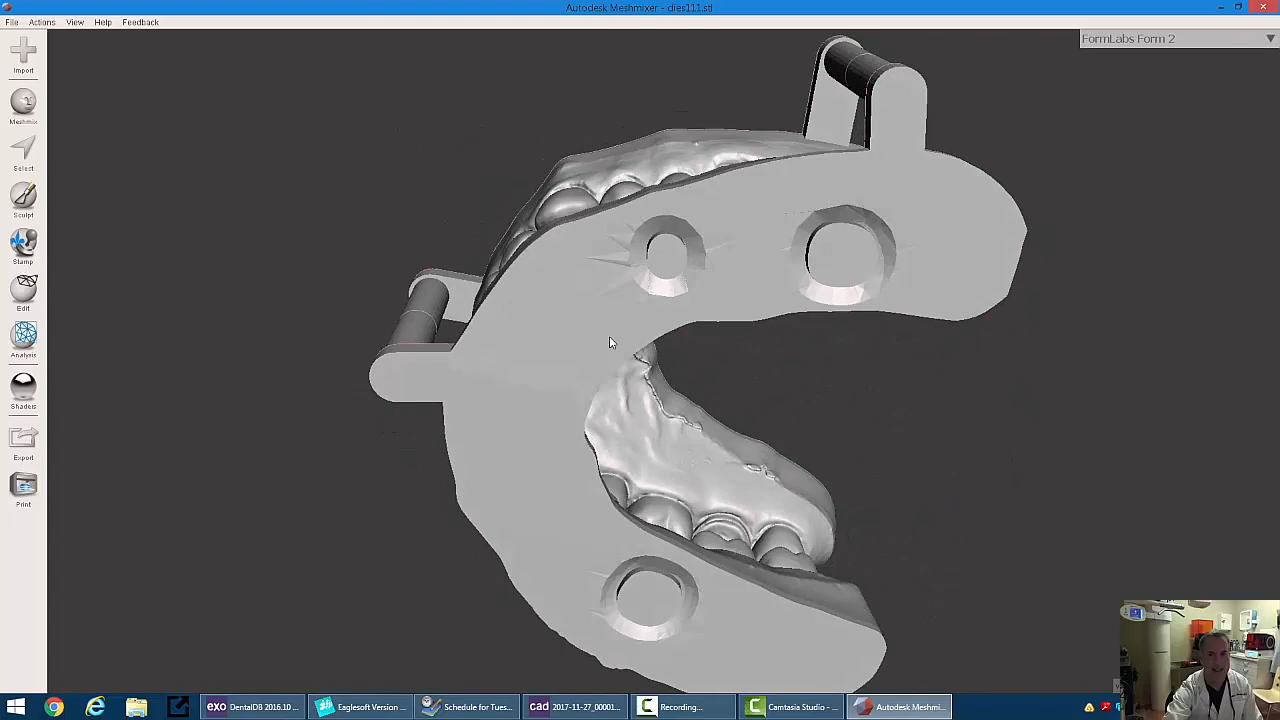 Autodesk Meshmixer - dies111.stl
File Actions View Help Feedback
FormLabs Form 2
Import
Meshmix
Select
Sculpt
Stamp
Edit
Analysis
Shaders
Export
Print
exo DentalDB 2016.10 ...
Eaglesoft Version ...
Schedule for Tues...
cad 2017-11-27_00001...
Recording...
Camtasia Studio - ...
Autodesk Meshmi...